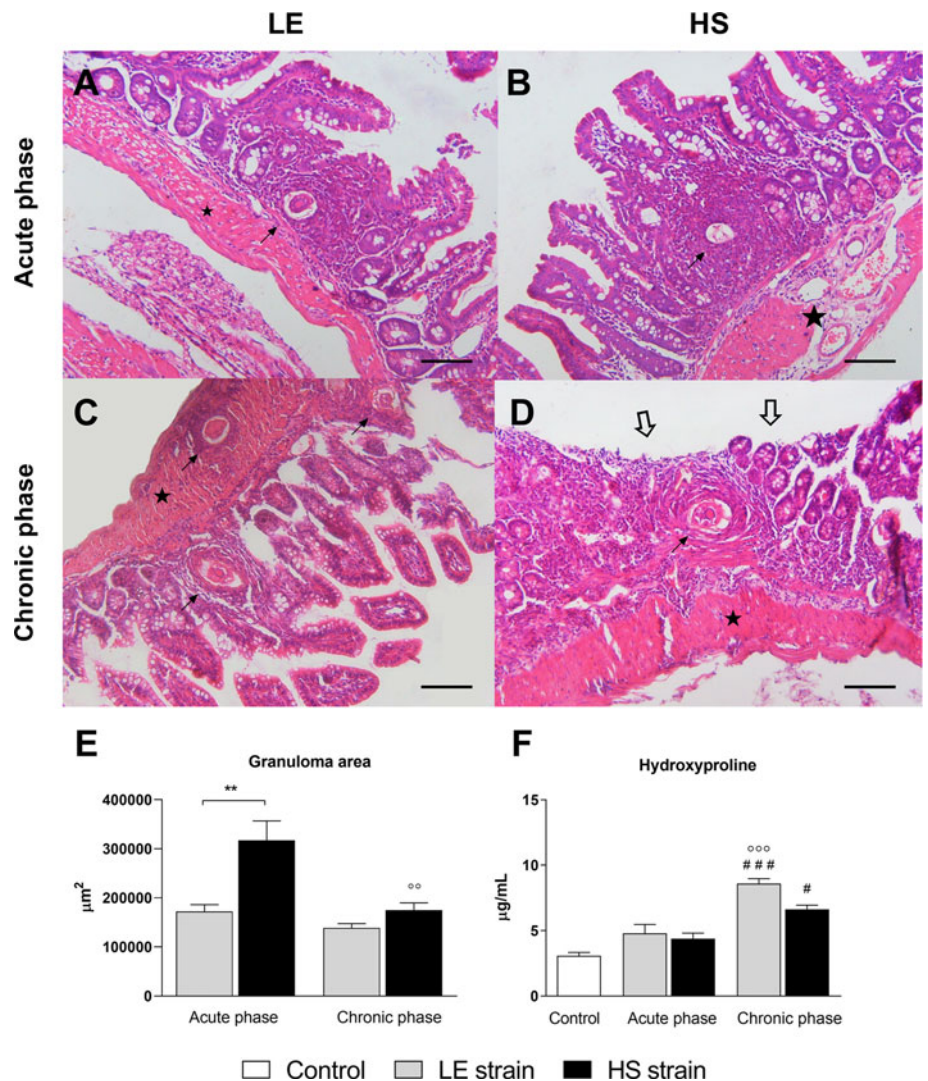 LE HS
Acute phase
A B
Chronic phase
C D
E F
Granuloma area
Hydroxyproline
400000
300000
200000
100000
0
µm²
**
°°
Acute phase Chronic phase
15
10
5
0
µg/mL
°°°
# # #
#
Control Acute phase Chronic phase
Control LE strain HS strain